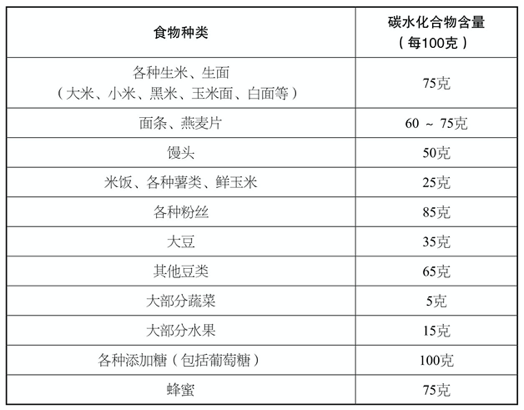 食物种类 碳水化合物含量
（每100克）
各种生米、生面
（大米、小米、黑米、玉米面、白面等） 75克
面条、燕麦片 60 ~ 75克
馒头 50克
米饭、各种薯类、鲜玉米 25克
各种粉丝 85克
大豆 35克
其他豆类 65克
大部分蔬菜 5克
大部分水果 15克
各种添加糖（包括葡萄糖） 100克
蜂蜜 75克